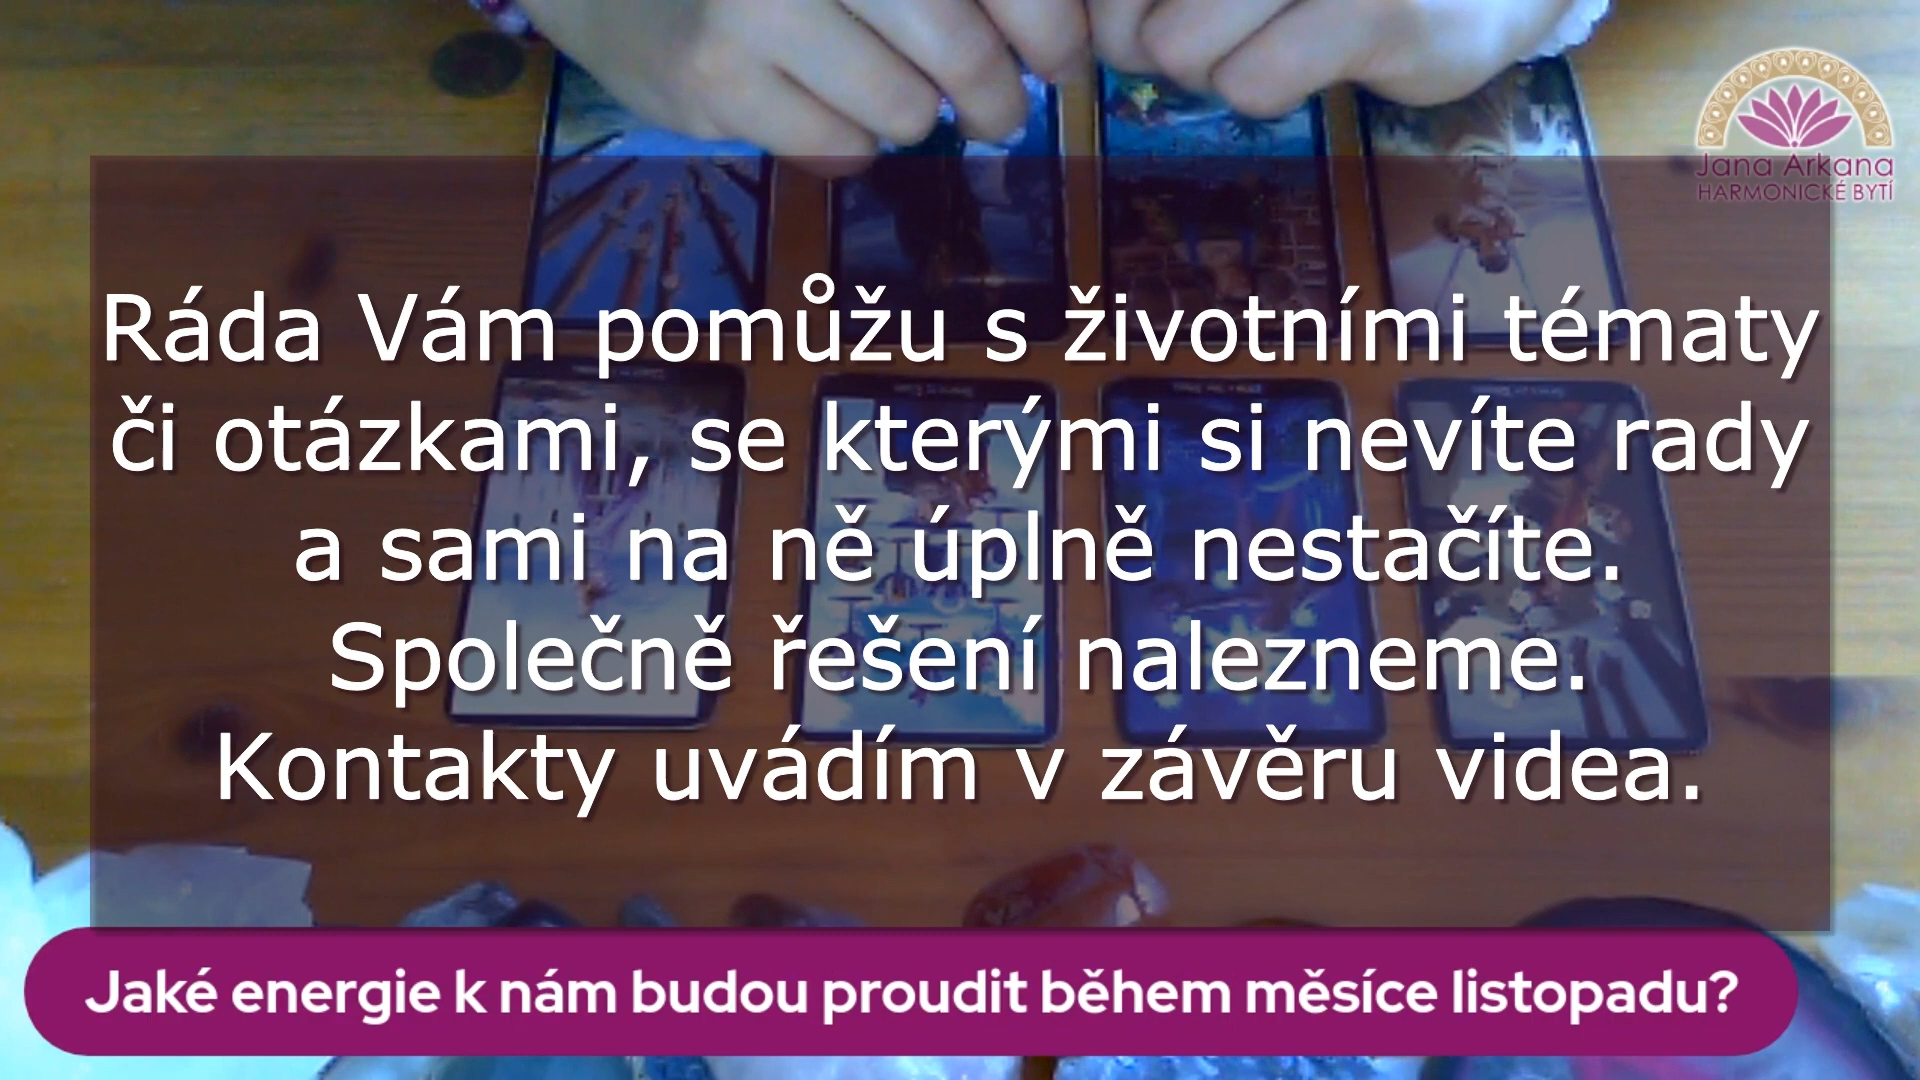 Jana Arkana
HARMONICKÉ BYTÍ
Ráda Vám pomůžu s životními tématy
či otázkami, se kterými si nevíte rady
a sami na ně úplně nestačíte.
Společně řešení nalezneme.
Kontakty uvádím v závěru videa.
Jaké energie k nám budou proudit během měsíce listopadu?